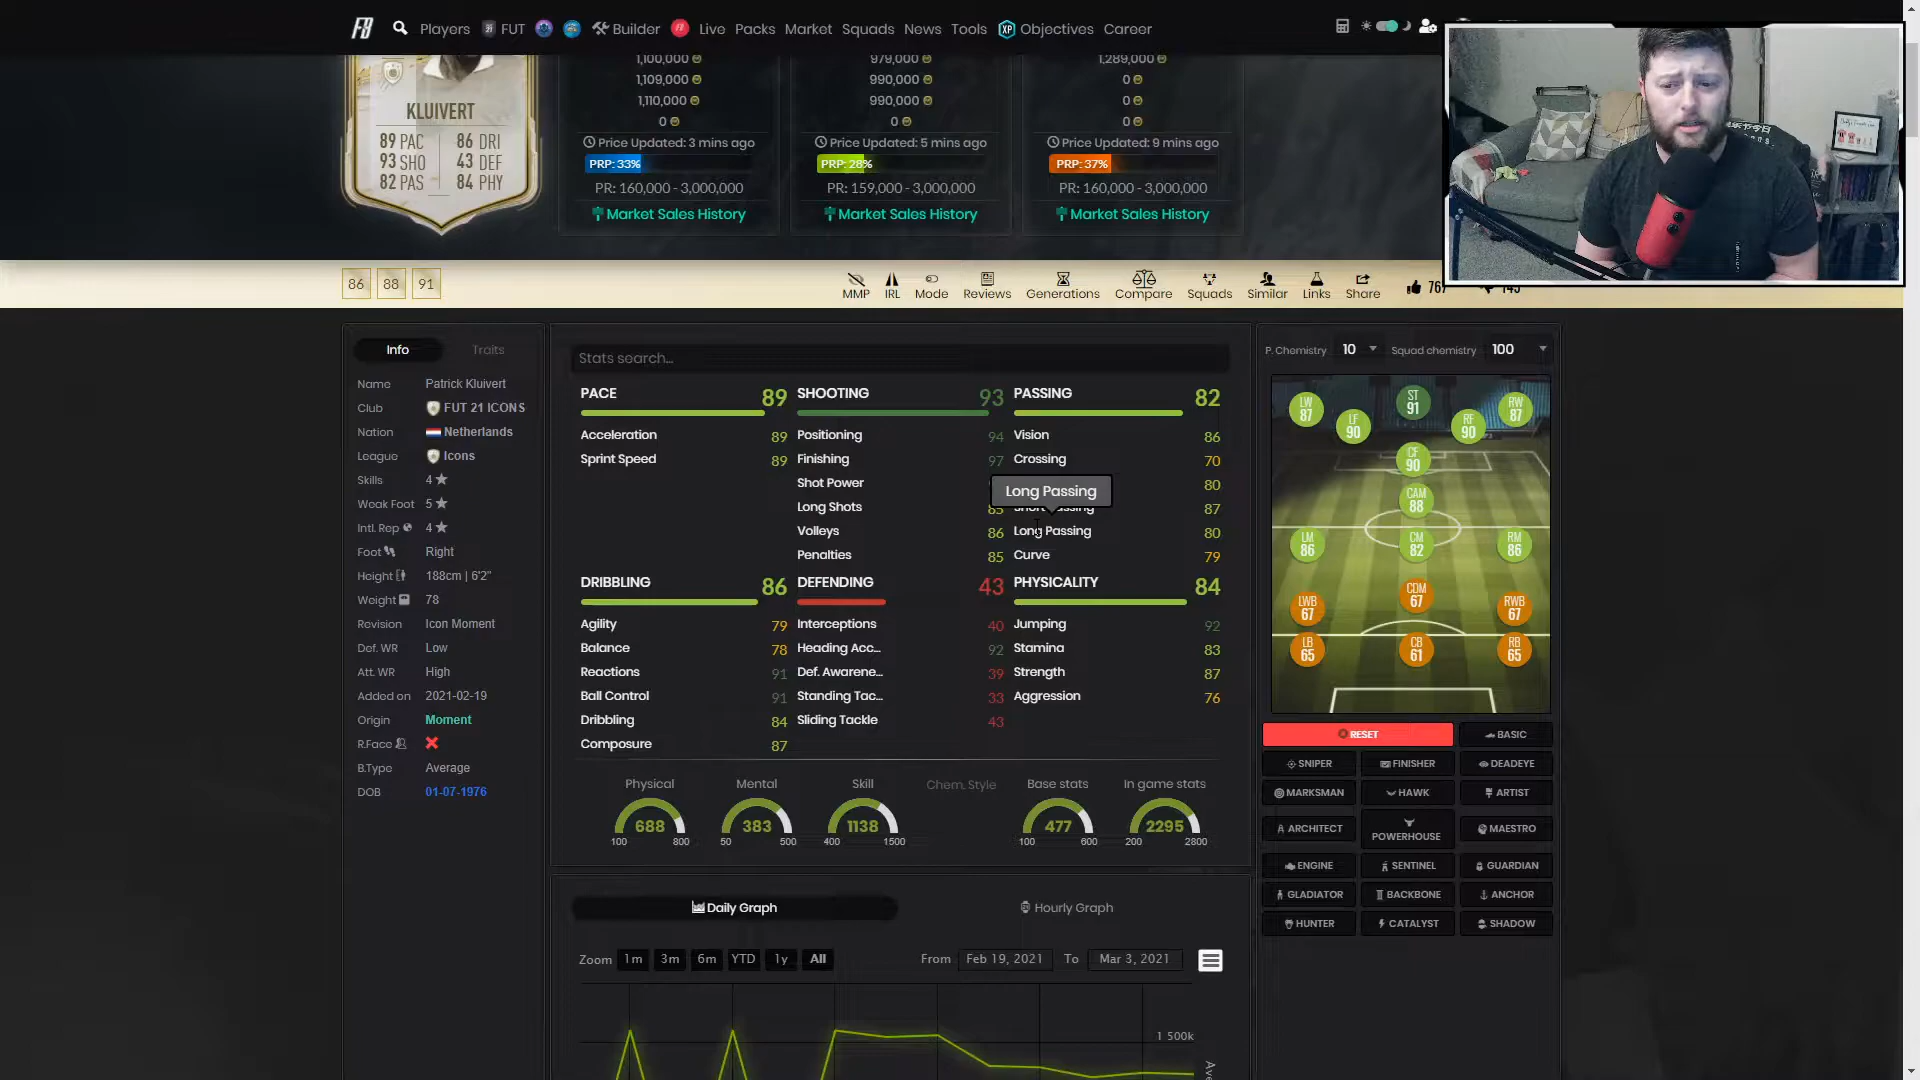 Players FUT Builder Live Packs Market Squads News Tools XP Objectives Career
1,100,000 979,000 1,289,000
1,109,000 990,000 0
1,110,000 990,000 0
0 0 0
KLUIVERT
89 PAC 86 DRI
93 SHO 43 DEF
82 PAS 84 PHY
Price Updated: 3 mins ago Price Updated: 5 mins ago Price Updated: 9 mins ago
PRP: 33% PRP: 28% PRP: 37%
PR: 160,000 - 3,000,000 PR: 159,000 - 3,000,000 PR: 160,000 - 3,000,000
Market Sales History Market Sales History Market Sales History
86 88 91
MMP IRL Mode Reviews Generations Compare Squads Similar Links Share
Info Traits
Name Patrick Kluivert
Club FUT 21 ICONS
Nation Netherlands
League Icons
Skills 4★
Weak Foot 5★
Intl. Rep 4★
Foot Right
Height 188cm | 6'2"
Weight 78
Revision Icon Moment
Def. WR Low
Att. WR High
Added on 2021-02-19
Origin Moment
R.Face
B.Type Average
DOB 01-07-1976
Stats search...
PACE 89
Acceleration 89
Sprint Speed 89
SHOOTING 93
Positioning 94
Finishing 97
Shot Power
Long Shots 85
Volleys 86
Penalties 85
PASSING 82
Vision 86
Crossing 70
80
Long Passing
Short Passing 87
Long Passing 80
Curve 79
DRIBBLING 86
Agility 79
Balance 78
Reactions 91
Ball Control 91
Dribbling 84
Composure 87
DEFENDING 43
Interceptions 40
Heading Acc... 92
Def. Awarene... 39
Standing Tac... 33
Sliding Tackle 43
PHYSICALITY 84
Jumping 92
Stamina 83
Strength 87
Aggression 76
Physical Mental Skill Chem. Style Base stats In game stats
688 383 1138 477 2295
100 800 50 500 400 1500 100 600 200 2800
Daily Graph Hourly Graph
Zoom 1m 3m 6m YTD 1y All From Feb 19, 2021 To Mar 3, 2021
1 500k
P. Chemistry 10 Squad chemistry 100
ST 91
LW 87 RW 87
LF 90 RF 90
CF 90
CAM 88
LM 86 CM 82 RM 86
CDM 67
LWB 67 RWB 67
LB 65 CB 61 RB 65
RESET BASIC
SNIPER FINISHER DEADEYE
MARKSMAN HAWK ARTIST
ARCHITECT POWERHOUSE MAESTRO
ENGINE SENTINEL GUARDIAN
GLADIATOR BACKBONE ANCHOR
HUNTER CATALYST SHADOW